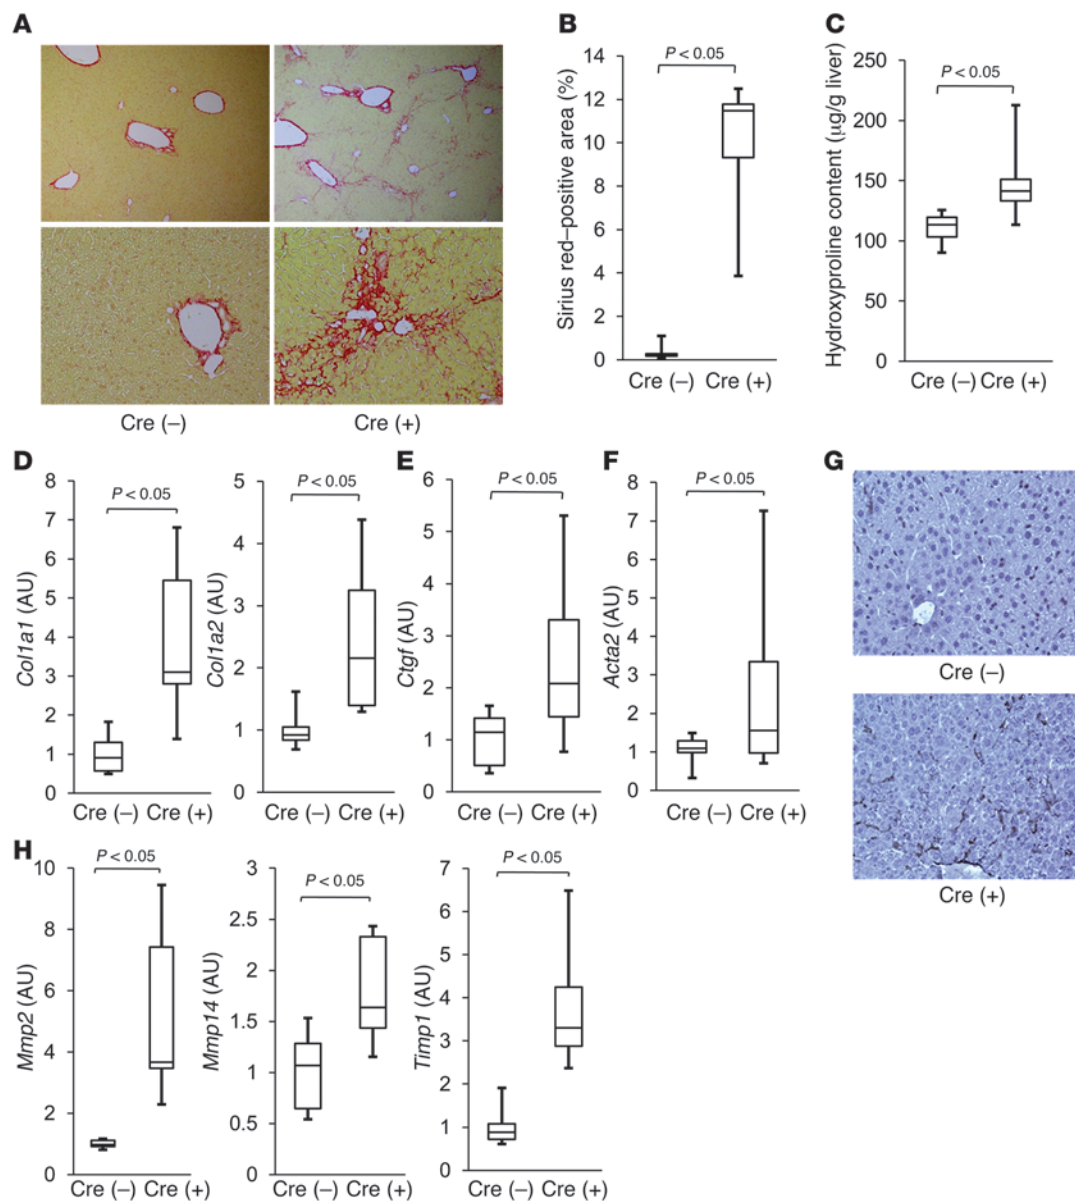 A
Cre (–)
Cre (+)
B
P < 0.05
Sirius red–positive area (%)
14
12
10
8
6
4
2
0
Cre (–)
Cre (+)
C
P < 0.05
Hydroxyproline content (μg/g liver)
250
200
150
100
50
0
Cre (–)
Cre (+)
D
P < 0.05
Col1a1 (AU)
8
7
6
5
4
3
2
1
0
Cre (–)
Cre (+)
P < 0.05
Col1a2 (AU)
5
4
3
2
1
0
Cre (–)
Cre (+)
E
P < 0.05
Ctgf (AU)
6
5
4
3
2
1
0
Cre (–)
Cre (+)
F
P < 0.05
Acta2 (AU)
8
7
6
5
4
3
2
1
0
Cre (–)
Cre (+)
G
Cre (–)
Cre (+)
H
P < 0.05
Mmp2 (AU)
10
8
6
4
2
0
Cre (–)
Cre (+)
P < 0.05
Mmp14 (AU)
3
2.5
2
1.5
1
0.5
0
Cre (–)
Cre (+)
P < 0.05
Timp1 (AU)
7
6
5
4
3
2
1
0
Cre (–)
Cre (+)